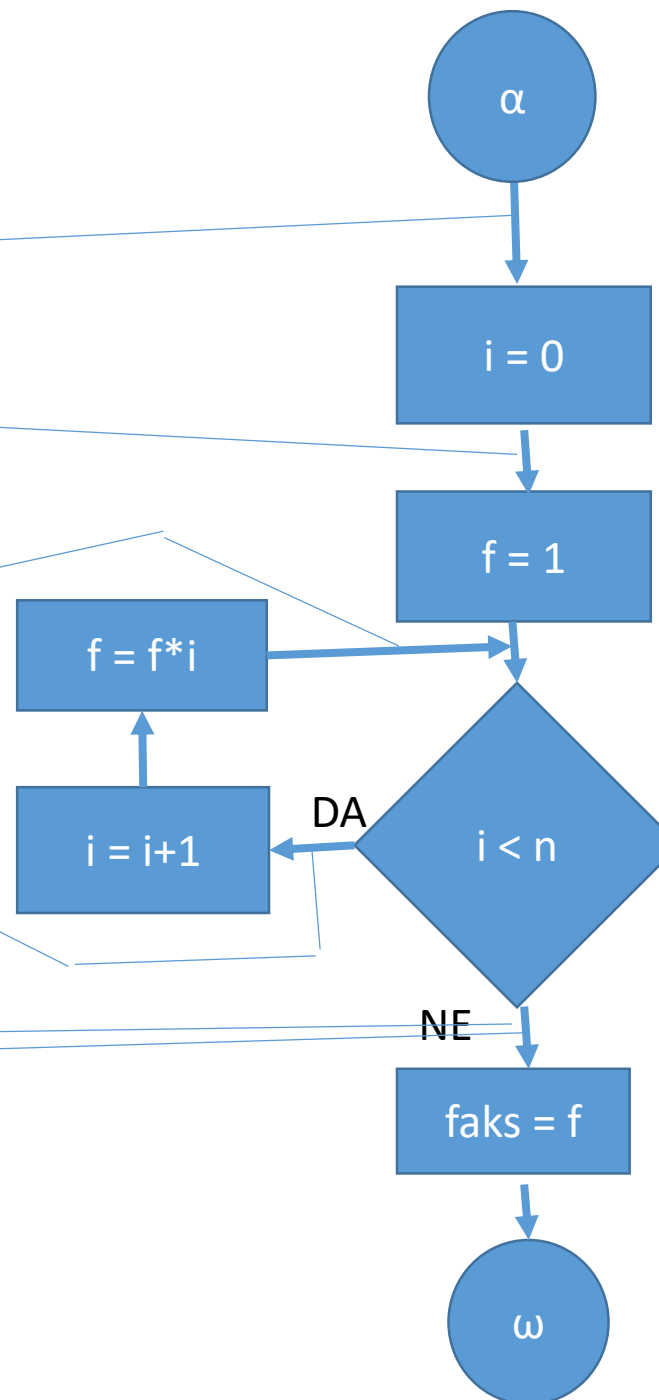 α
i = 0
f = 1
f = f*i
DA
i = i+1
i < n
NE
faks = f
ω